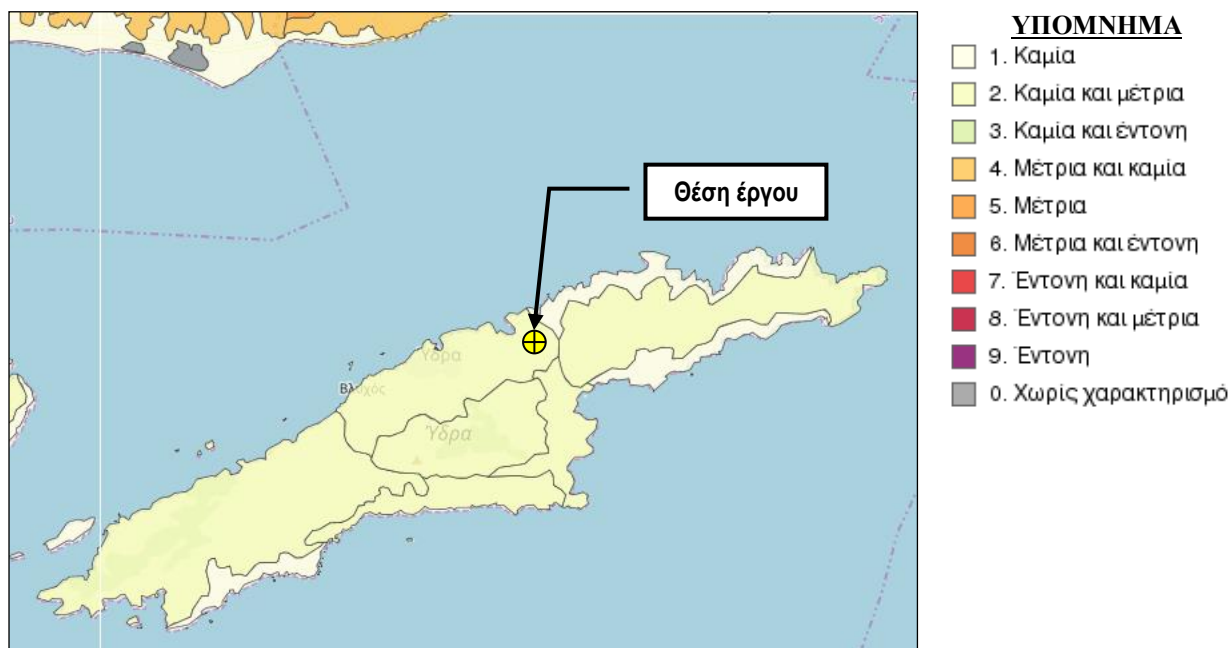 ΥΠΟΜΝΗΜΑ
1. Καμία
2. Καμία και μέτρια
3. Καμία και έντονη
4. Μέτρια και καμία
5. Μέτρια
6. Μέτρια και έντονη
7. Έντονη και καμία
8. Έντονη και μέτρια
9. Έντονη
0. Χωρίς χαρακτηρισμό
Θέση έργου
Ύδρα
Ύδρα